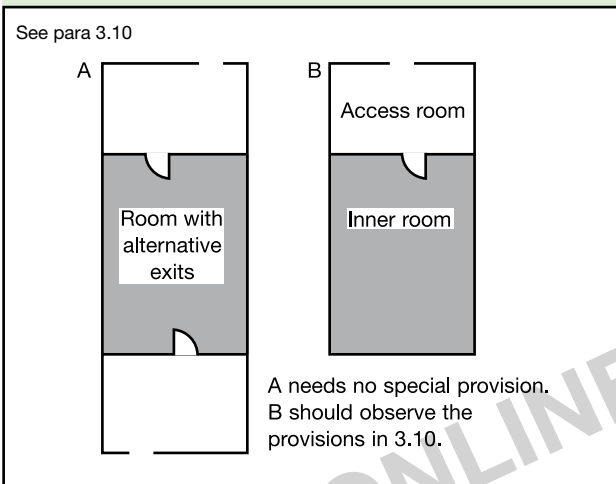 See para 3.10
A
B
Access room
Room with
alternative
exits
Inner room
A needs no special provision.
B should observe the
provisions in 3.10.
ONLINE